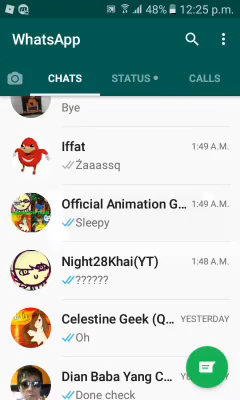 48% 12:25 p.m.
WhatsApp
CHATS
STATUS
CALLS
Bye
Iffat
1:49 A.M.
Żaaassq
Official Animation G...
1:49 A.M.
Sleepy
Night28Khai(YT)
1:48 A.M.
??????
Celestine Geek (Q...
YESTERDAY
Oh
Dian Baba Yang C...
YESTERDAY
Done check